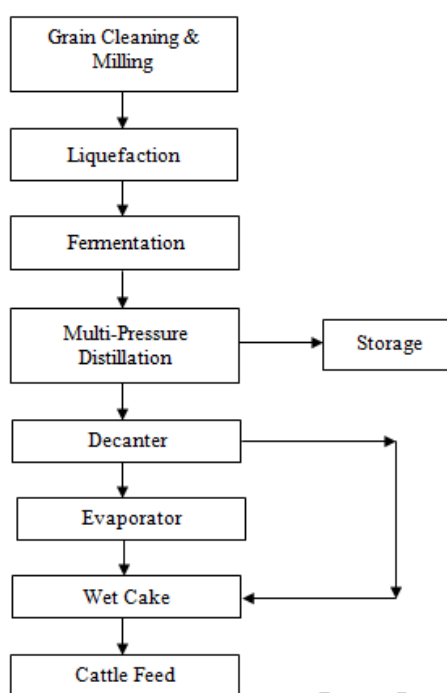 Grain Cleaning &
Milling
Liquefaction
Fermentation
Multi-Pressure
Distillation
Storage
Decanter
Evaporator
Wet Cake
Cattle Feed